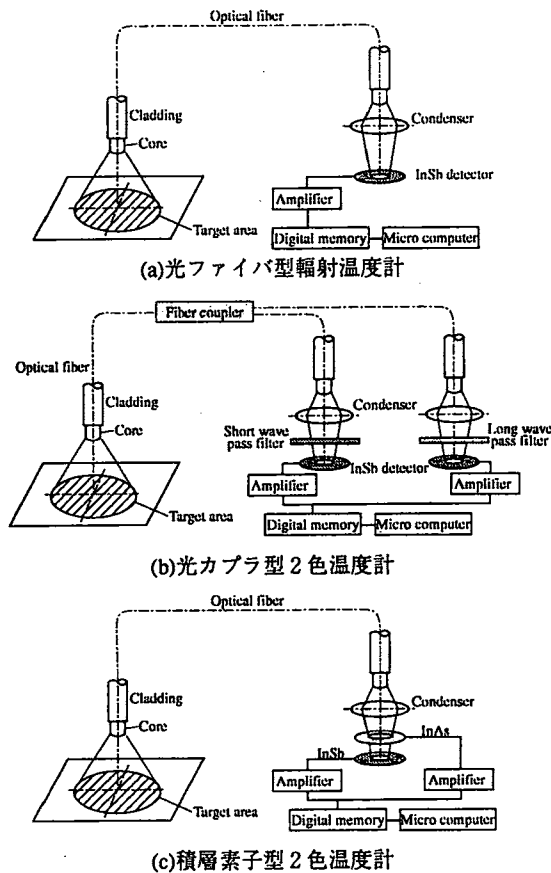 Optical fiber
Cladding
Core
Condenser
InSb detector
Amplifier
Target area
Digital memory
Micro computer
(a)光ファイバ型輻射温度計
Fiber coupler
Optical fiber
Cladding
Core
Condenser
Short wave
pass filter
Long wave
pass filter
InSb detector
Amplifier
Amplifier
Target area
Digital memory
Micro computer
(b)光カプラ型2色温度計
Optical fiber
Cladding
Core
Condenser
InAs
InSb
Amplifier
Amplifier
Target area
Digital memory
Micro computer
(c)積層素子型2色温度計